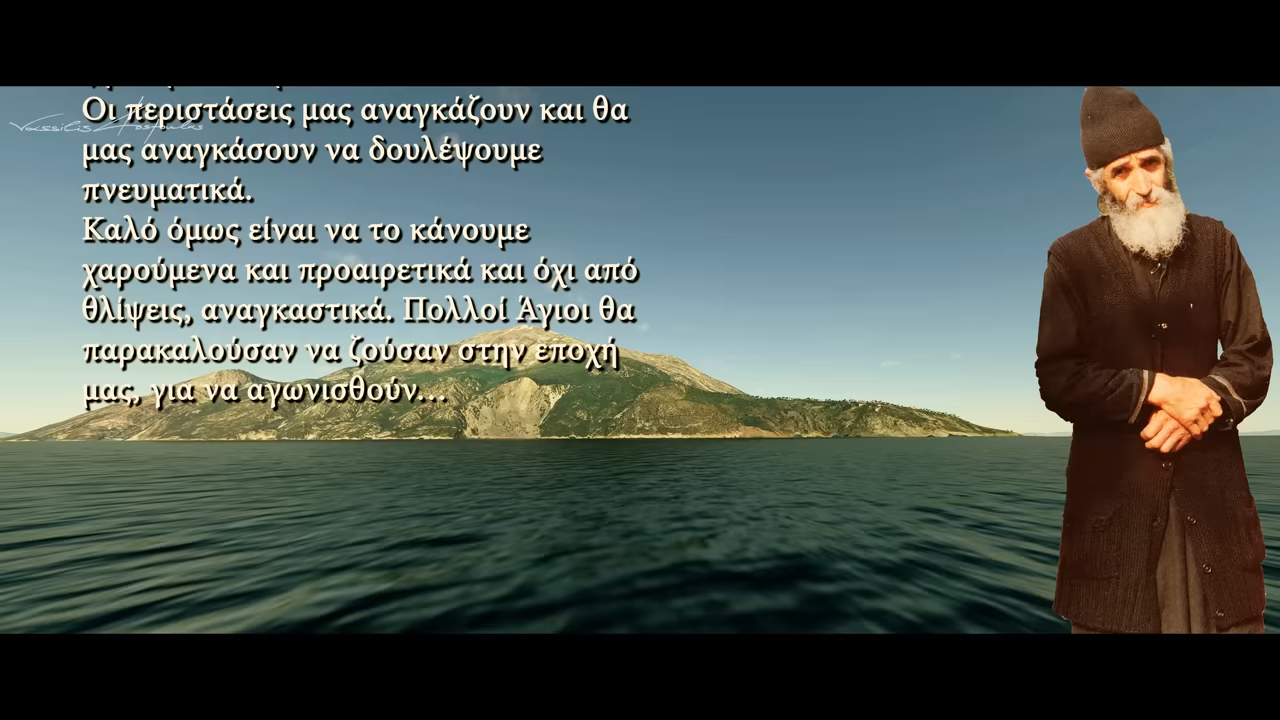 Οι περιστάσεις μας αναγκάζουν και θα
μας αναγκάσουν να δουλέψουμε
πνευματικά.
Καλό όμως είναι να το κάνουμε
χαρούμενα και προαιρετικά και όχι από
θλίψεις, αναγκαστικά. Πολλοί Άγιοι θα
παρακαλούσαν να ζούσαν στην εποχή
μας, για να αγωνισθούν...